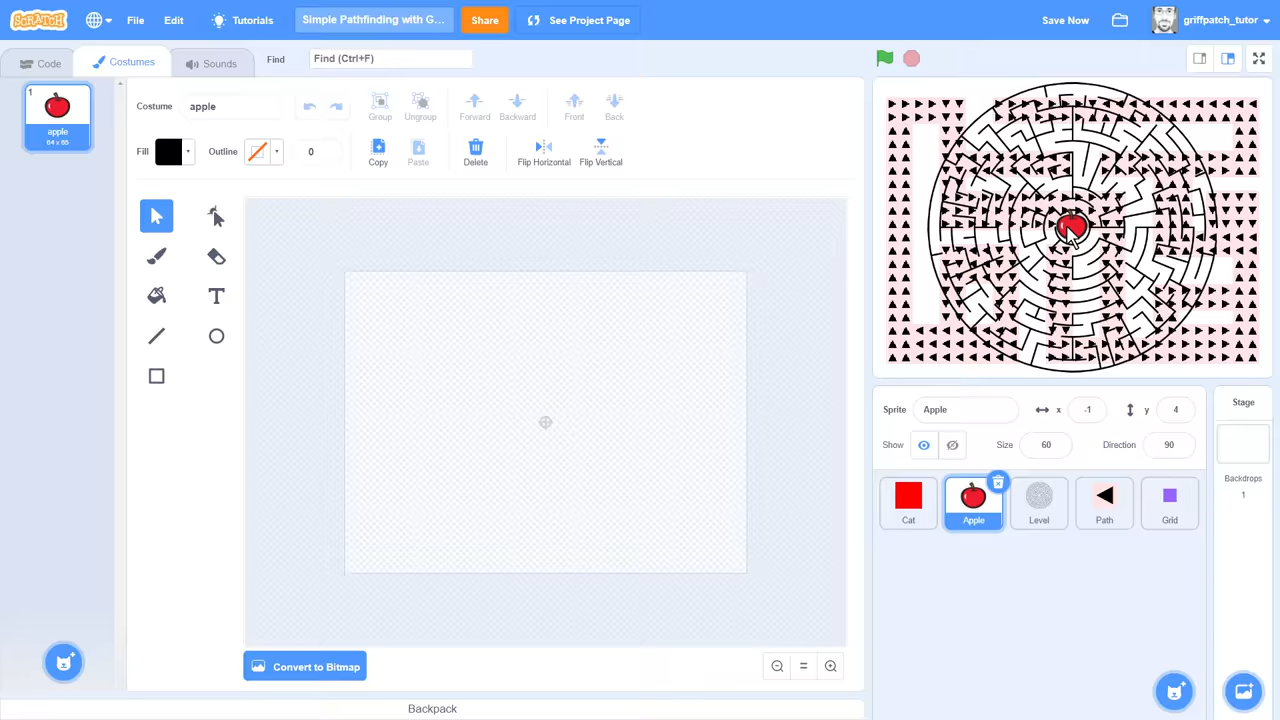 SCRATCH File Edit Tutorials Simple Pathfinding with G... Share See Project Page Save Now griffpatch_tutor
Code Costumes Sounds Find Find (Ctrl+F)
1
apple
64 x 65
Costume apple Group Ungroup Forward Backward Front Back
Fill Outline 0 Copy Paste Delete Flip Horizontal Flip Vertical
T
Convert to Bitmap
Backpack
Sprite Apple x -1 y 4
Show Size 60 Direction 90
Cat Apple Level Path Grid
Stage
Backdrops
1